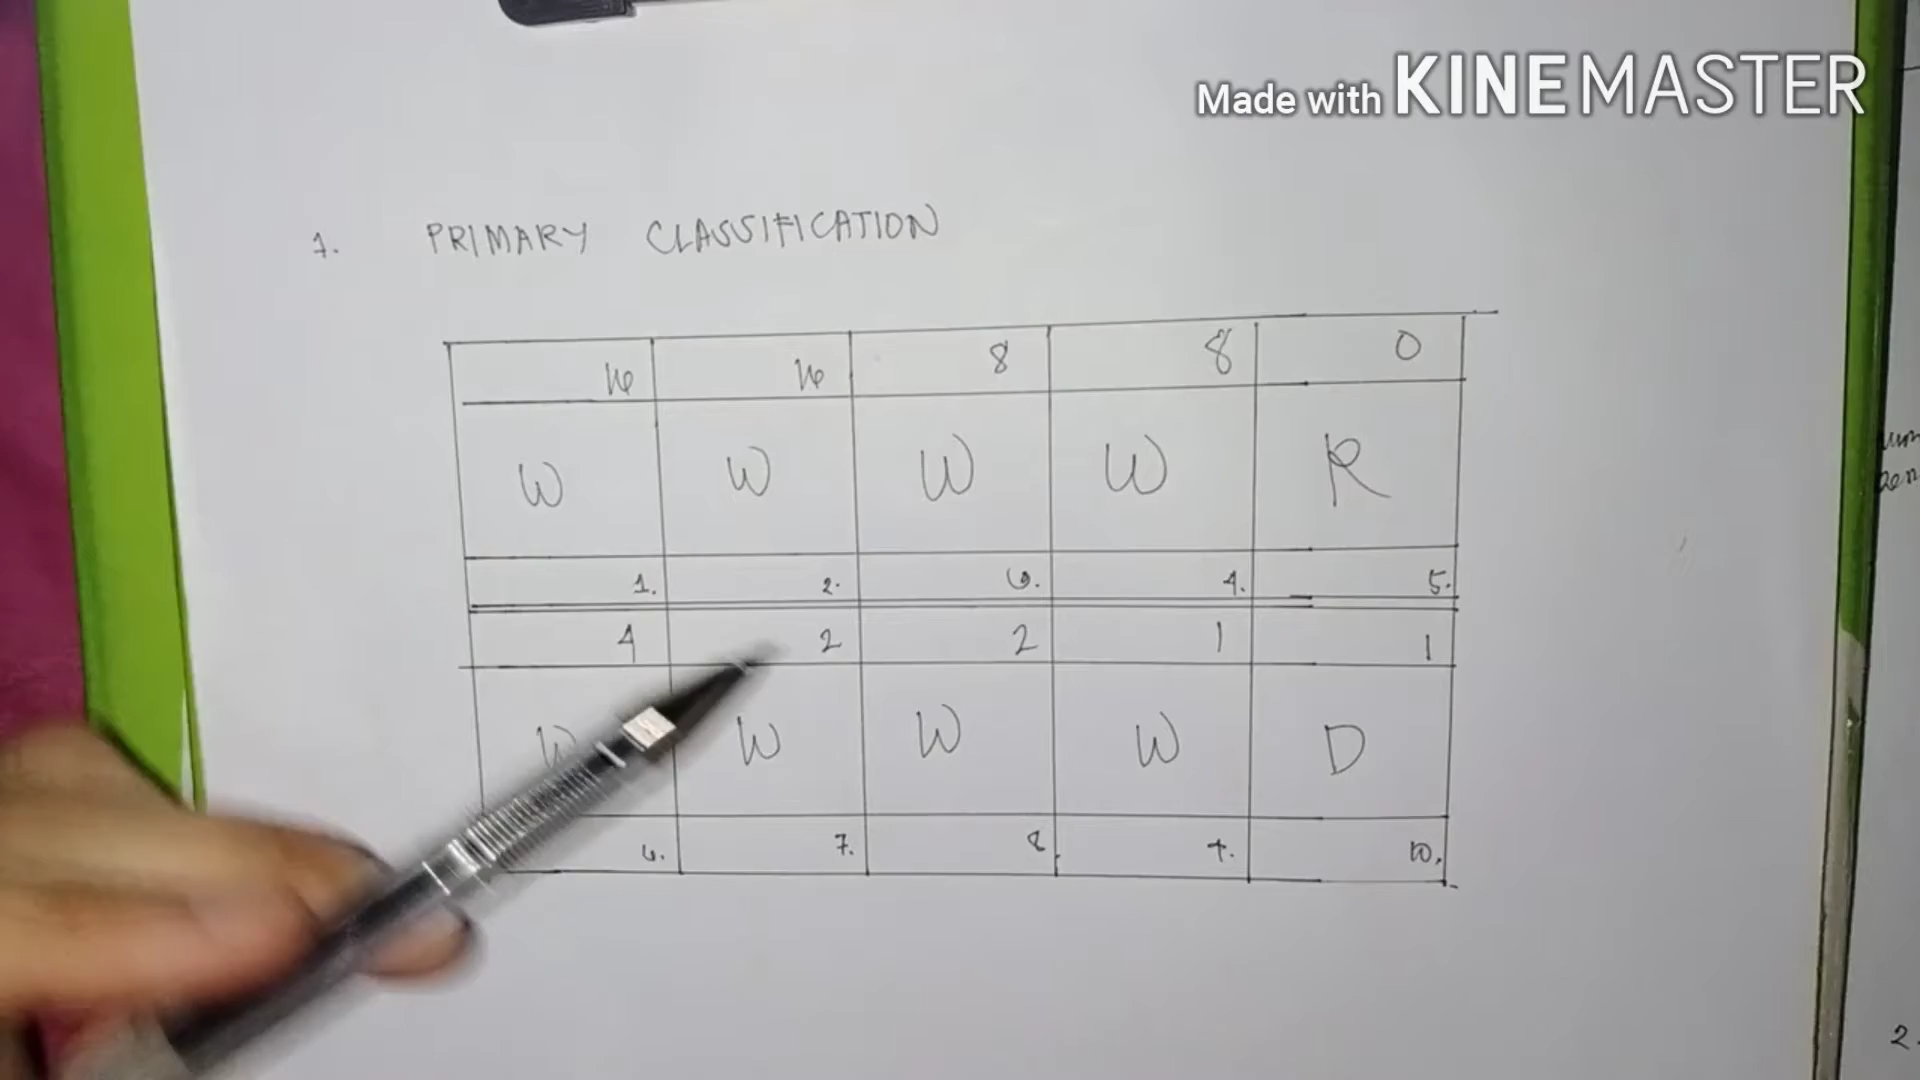 Made with KINEMASTER
1. PRIMARY CLASSIFICATION
16 16 8 8 0
W W W W R
1. 2. 3. 4. 5.
4 2 2 1 1
W W W W D
6. 7. 8. 9. 10.
2.